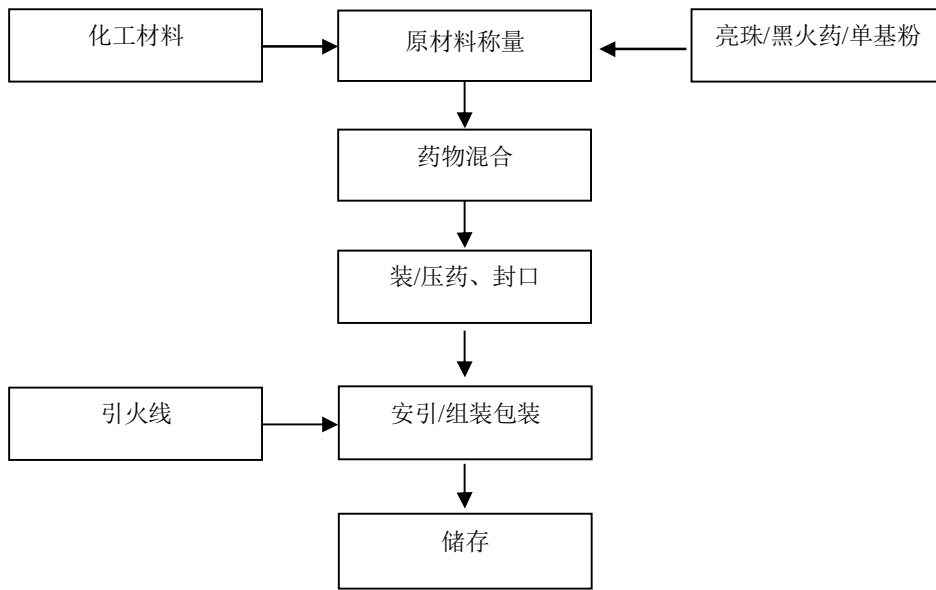 化工材料
原材料称量
亮珠/黑火药/单基粉
药物混合
装/压药、封口
引火线
安引/组装包装
储存